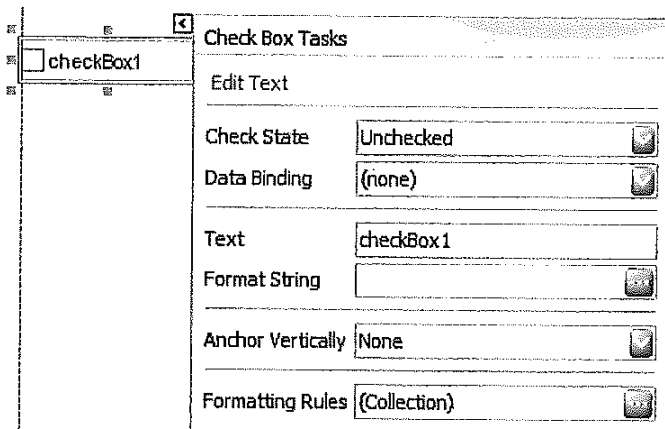 Check Box Tasks
checkBox1
Edit Text
Check State Unchecked
Data Binding (none)
Text checkBox1
Format String
Anchor Vertically None
Formatting Rules (Collection)